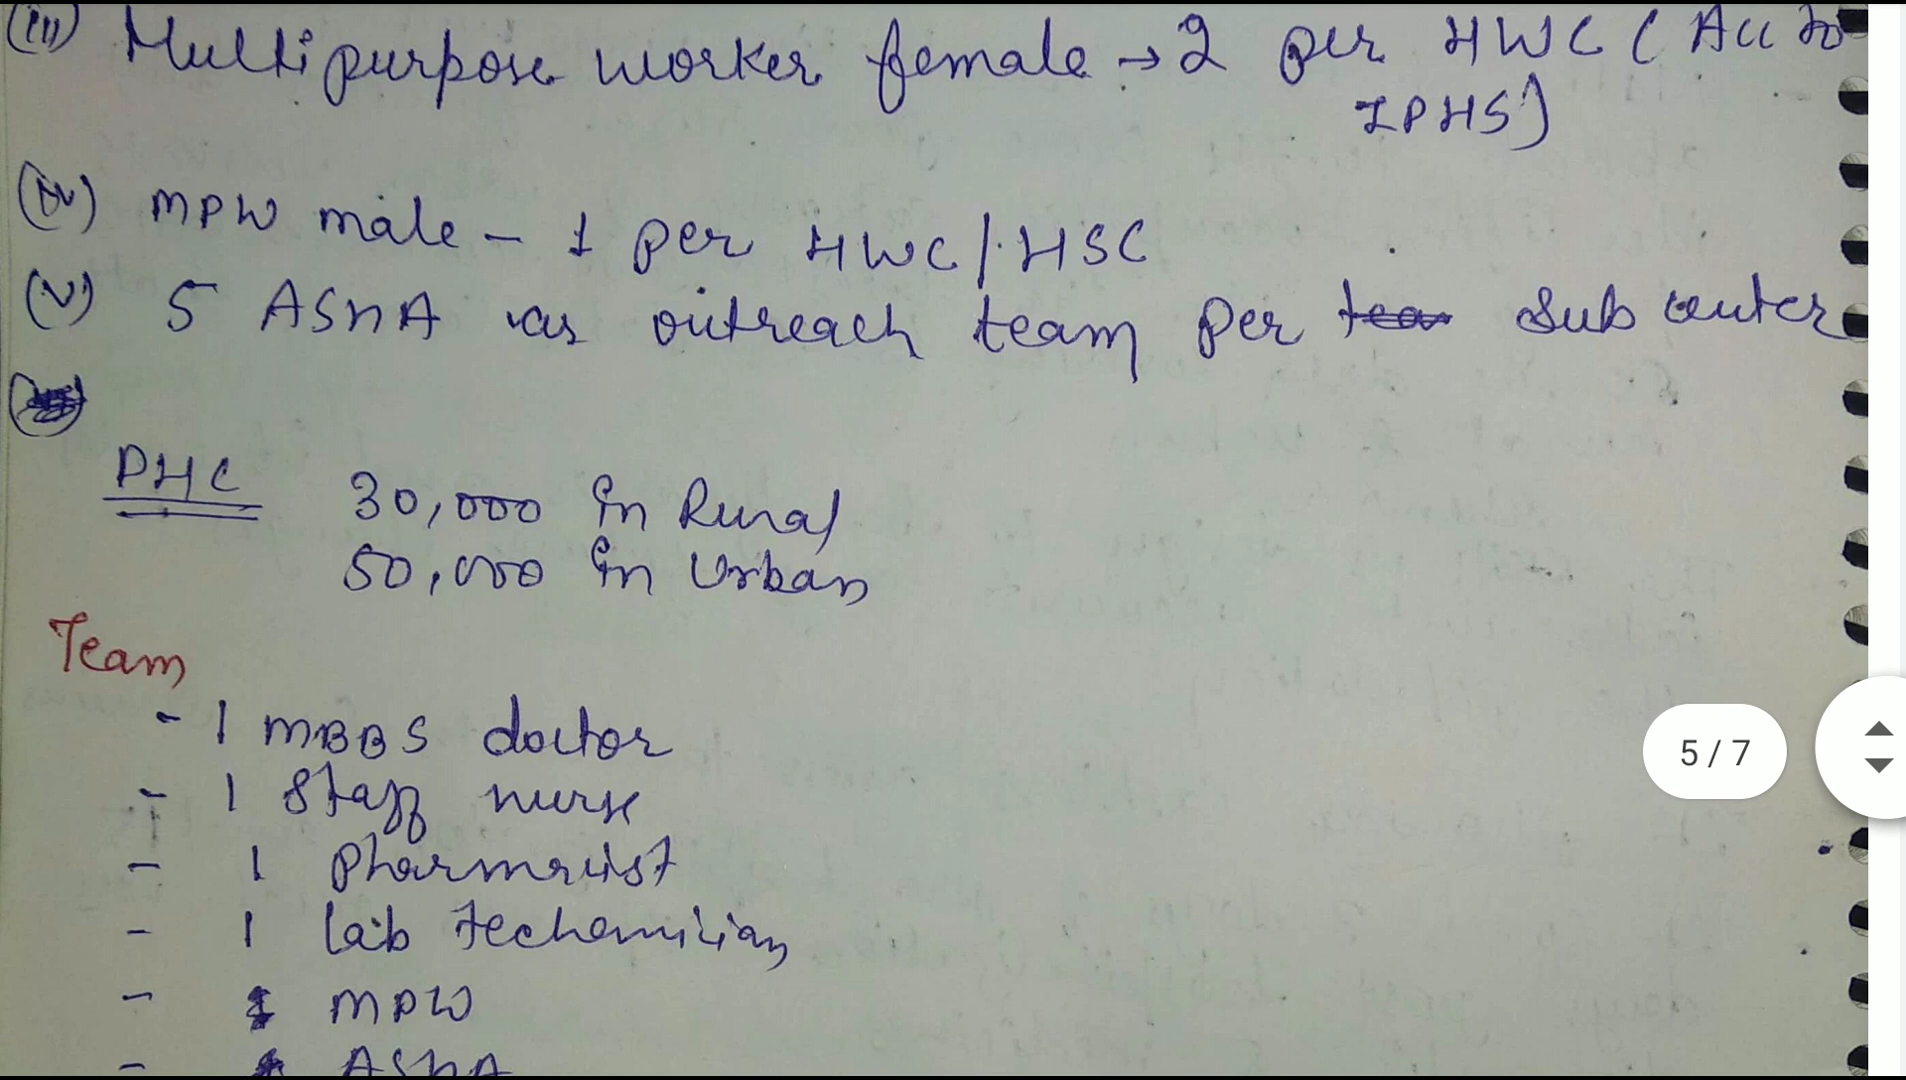 (iii) Multipurpose worker female → 2 per HWC (Acc to
IPHS)
(iv) MPW male - 1 per HWC/HSC
(v) 5 ASHA as outreach team per sub center
PHC 30,000 in Rural
50,000 in Urban
Team
- 1 MBBS doctor
- 1 Staff nurse
- 1 Pharmacist
5/7
- 1 lab techanician
- MPW
- ASHA